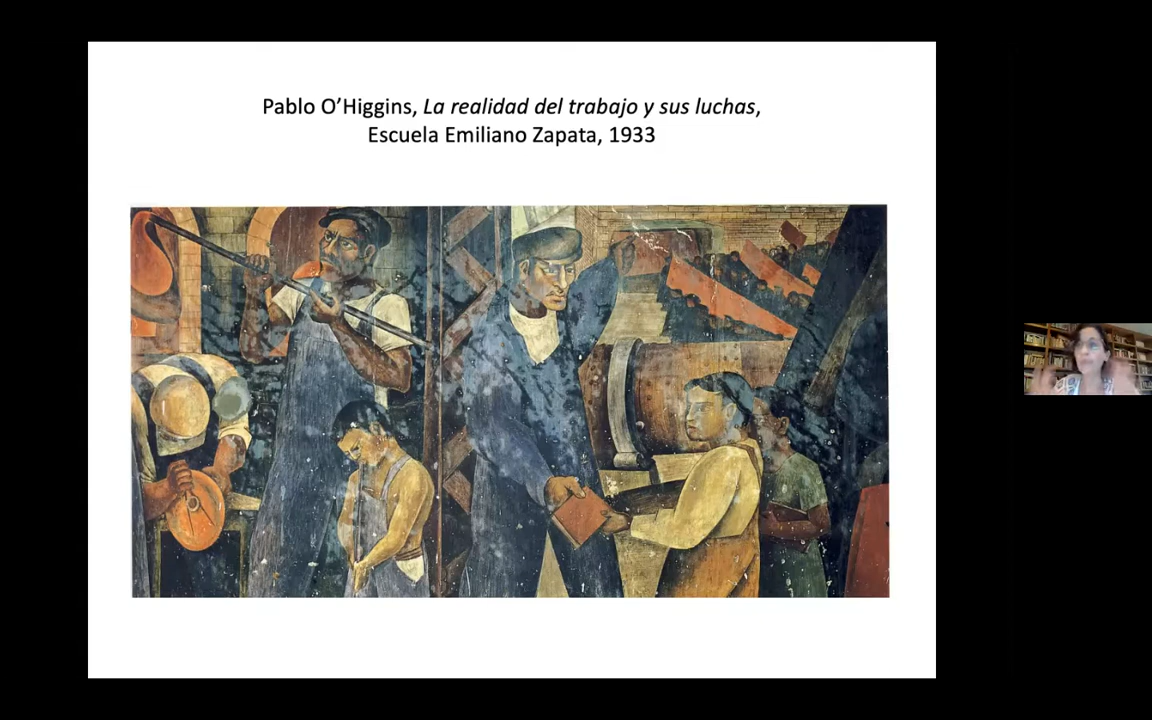 Pablo O’Higgins, La realidad del trabajo y sus luchas,
Escuela Emiliano Zapata, 1933